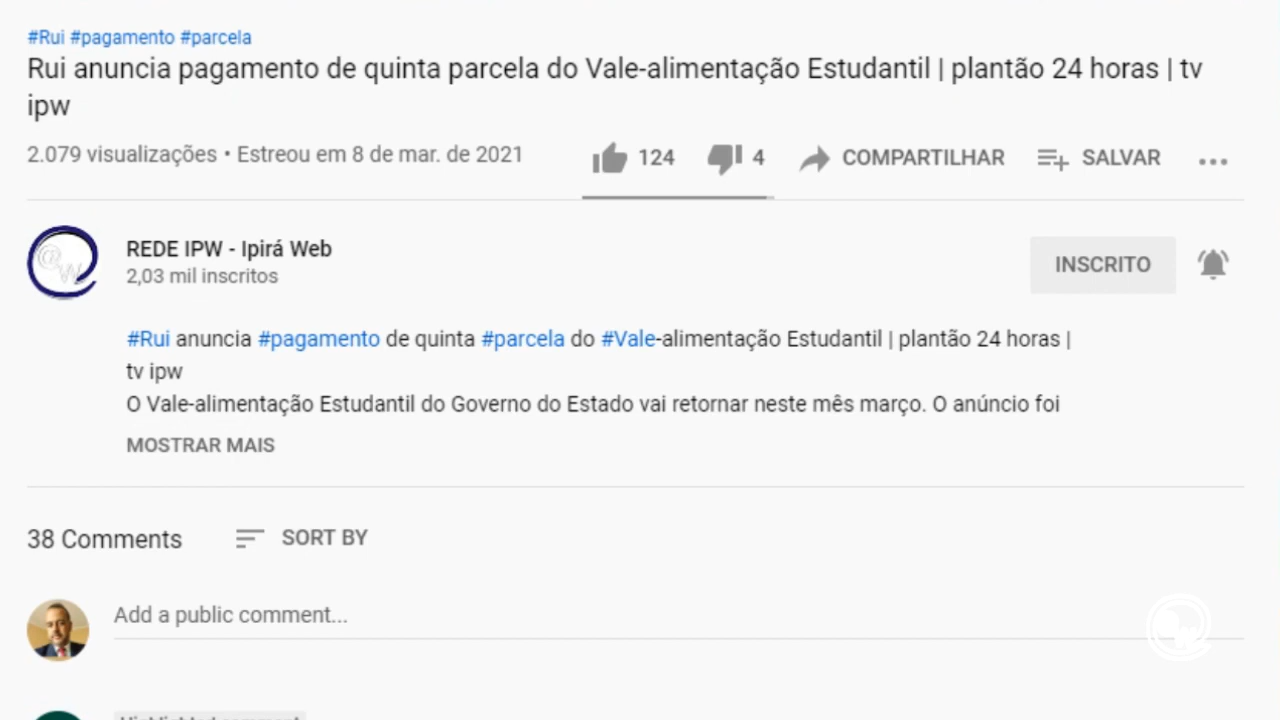 #Rui #pagamento #parcela
Rui anuncia pagamento de quinta parcela do Vale-alimentação Estudantil | plantão 24 horas | tv
ipw
2.079 visualizações • Estreou em 8 de mar. de 2021
124
4
COMPARTILHAR
SALVAR
REDE IPW - Ipirá Web
2,03 mil inscritos
INSCRITO
#Rui anuncia #pagamento de quinta #parcela do #Vale-alimentação Estudantil | plantão 24 horas |
tv ipw
O Vale-alimentação Estudantil do Governo do Estado vai retornar neste mês março. O anúncio foi
MOSTRAR MAIS
38 Comments
SORT BY
Add a public comment...
Highlighted comment